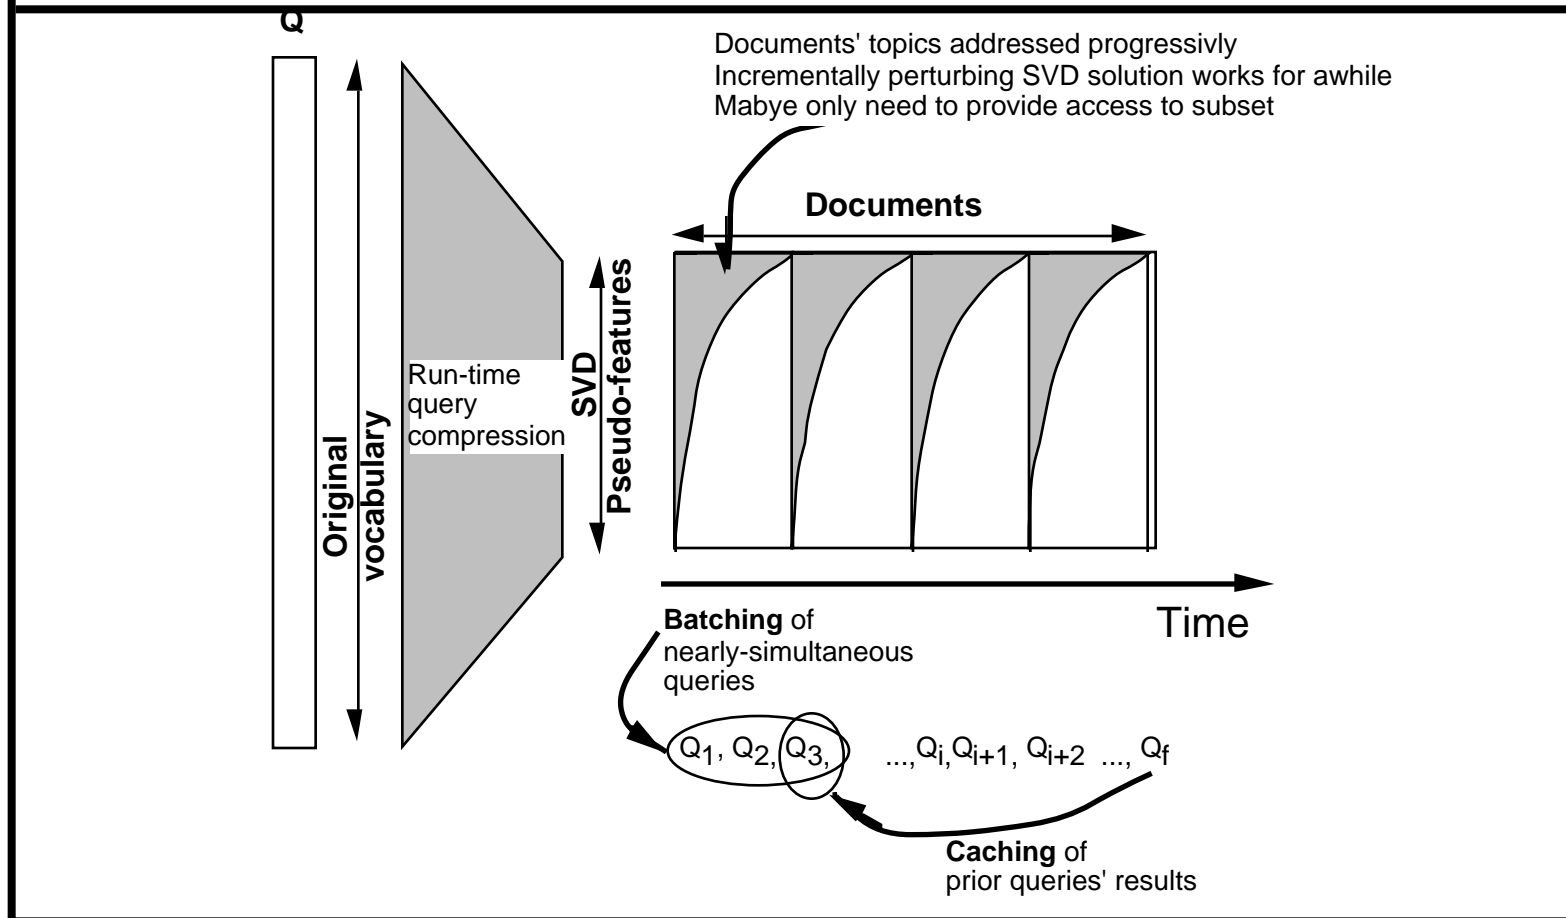 Q
Documents' topics addressed progressivly
Incrementally perturbing SVD solution works for awhile
Mabye only need to provide access to subset
Documents
Original
vocabulary
Run-time
query
compression
SVD
Pseudo-features
Time
Batching of
nearly-simultaneous
queries
Q1, Q2, Q3, ...,Qi,Qi+1, Qi+2 ..., Qf
Caching of
prior queries' results